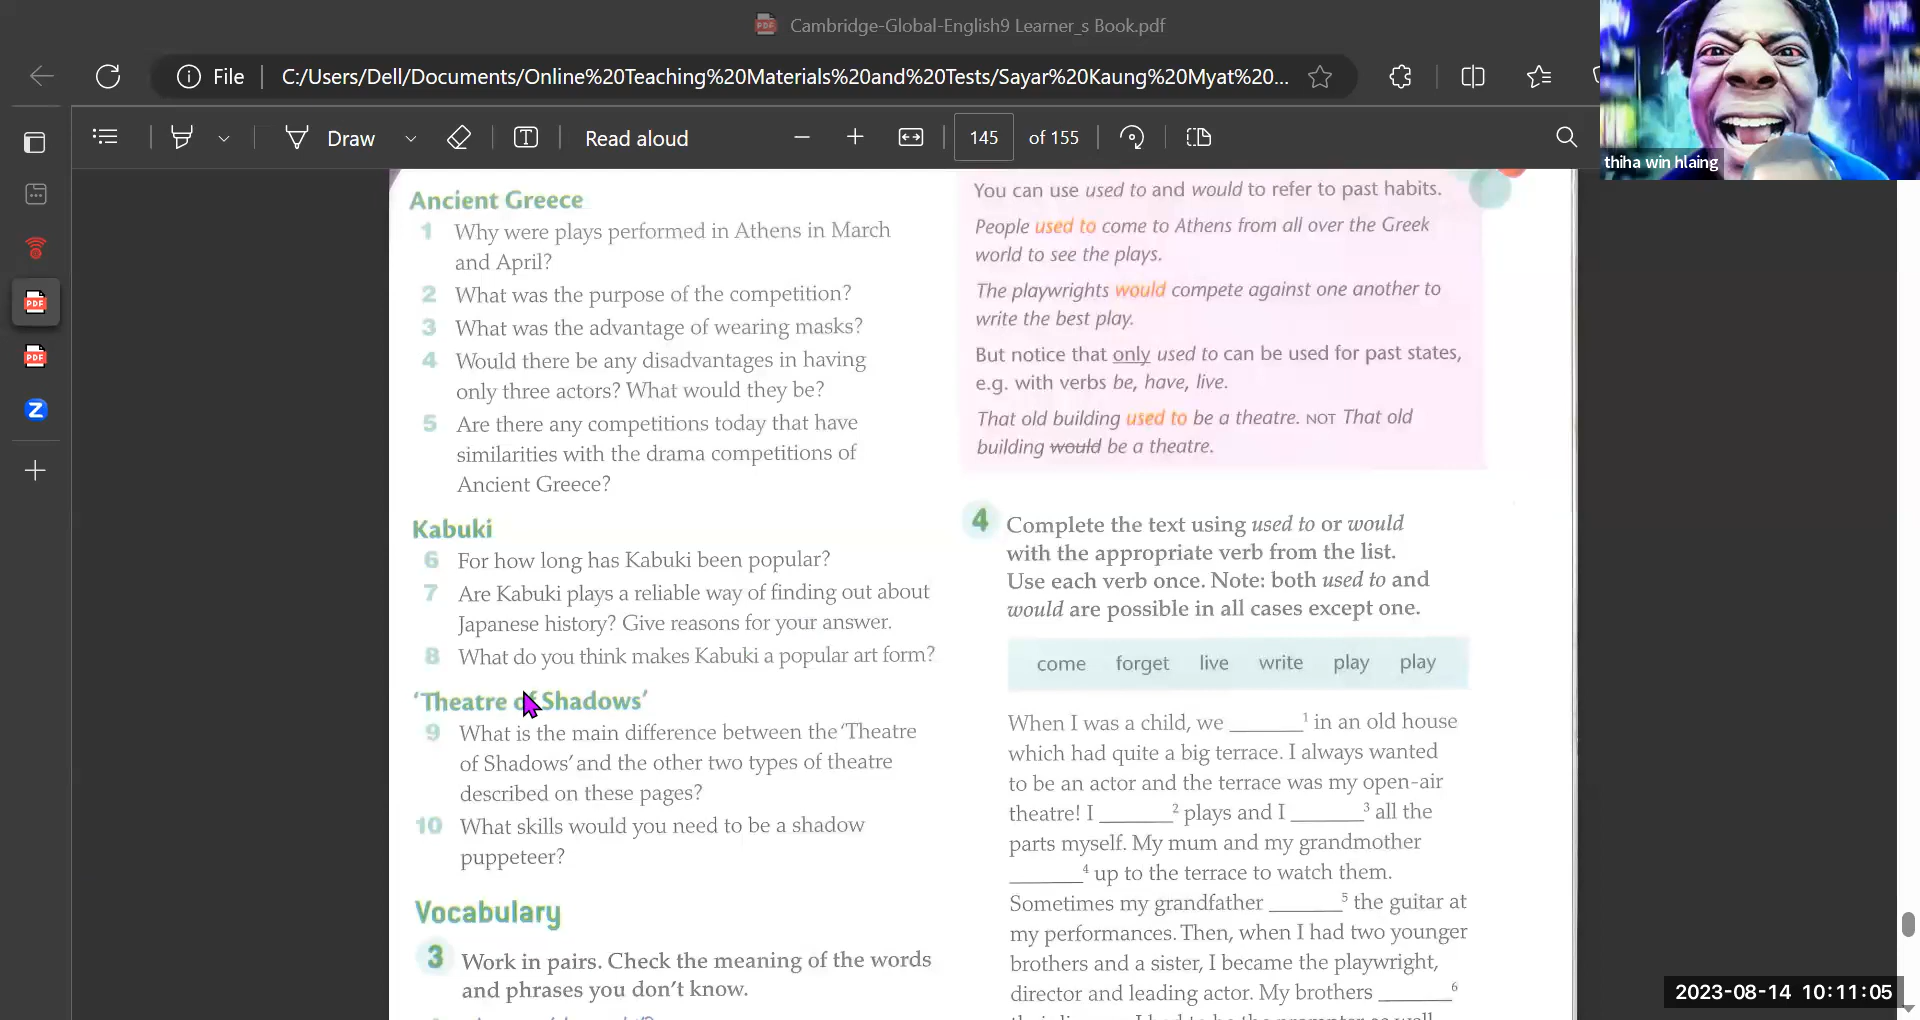 Cambridge-Global-English9 Learner_s Book.pdf
File
C:/Users/Dell/Documents/Online%20Teaching%20Materials%20and%20Tests/Sayar%20Kaung%20Myat%20...
Draw
Read aloud
145 of 155
thiha win hlaing
Ancient Greece
1 Why were plays performed in Athens in March
and April?
2 What was the purpose of the competition?
3 What was the advantage of wearing masks?
4 Would there be any disadvantages in having
only three actors? What would they be?
5 Are there any competitions today that have
similarities with the drama competitions of
Ancient Greece?
Kabuki
6 For how long has Kabuki been popular?
7 Are Kabuki plays a reliable way of finding out about
Japanese history? Give reasons for your answer.
8 What do you think makes Kabuki a popular art form?
'Theatre of Shadows'
9 What is the main difference between the 'Theatre
of Shadows' and the other two types of theatre
described on these pages?
10 What skills would you need to be a shadow
puppeteer?
Vocabulary
3 Work in pairs. Check the meaning of the words
and phrases you don't know.
You can use used to and would to refer to past habits.
People used to come to Athens from all over the Greek
world to see the plays.
The playwrights would compete against one another to
write the best play.
But notice that only used to can be used for past states,
e.g. with verbs be, have, live.
That old building used to be a theatre. NOT That old
building would be a theatre.
4 Complete the text using used to or would
with the appropriate verb from the list.
Use each verb once. Note: both used to and
would are possible in all cases except one.
come forget live write play play
When I was a child, we _______ 1 in an old house
which had quite a big terrace. I always wanted
to be an actor and the terrace was my open-air
theatre! I _______ 2 plays and I _______ 3 all the
parts myself. My mum and my grandmother
_______ 4 up to the terrace to watch them.
Sometimes my grandfather _______ 5 the guitar at
my performances. Then, when I had two younger
brothers and a sister, I became the playwright,
director and leading actor. My brothers _______ 6
2023-08-14 10:11:05